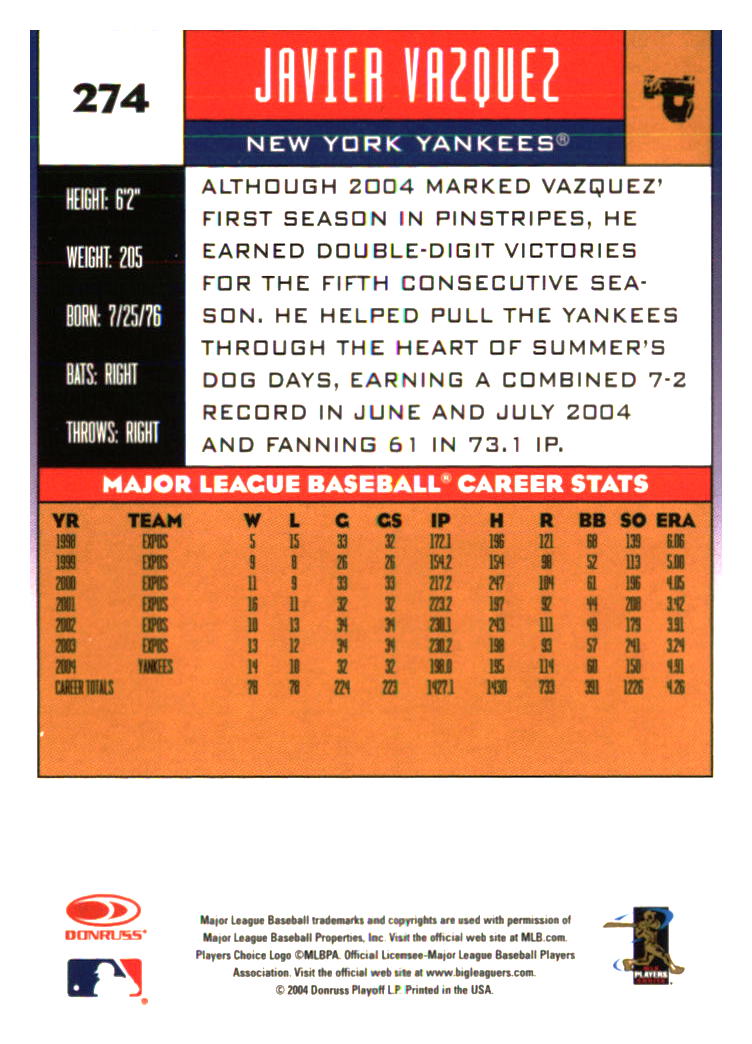 274
JAVIER VAZQUEZ
P
NEW YORK YANKEES®
HEIGHT: 6'2"
WEIGHT: 205
BORN: 7/25/76
BATS: RIGHT
THROWS: RIGHT
ALTHOUGH 2004 MARKED VAZQUEZ'
FIRST SEASON IN PINSTRIPES, HE
EARNED DOUBLE-DIGIT VICTORIES
FOR THE FIFTH CONSECUTIVE SEA-
SON. HE HELPED PULL THE YANKEES
THROUGH THE HEART OF SUMMER'S
DOG DAYS, EARNING A COMBINED 7-2
RECORD IN JUNE AND JULY 2004
AND FANNING 61 IN 73.1 IP.
MAJOR LEAGUE BASEBALL® CAREER STATS
YR TEAM W L G GS IP H R BB SO ERA
1998 EXPOS 5 15 33 32 172.1 196 121 68 139 6.06
1999 EXPOS 9 8 26 26 154.2 154 98 52 113 5.00
2000 EXPOS 11 9 33 33 217.2 247 104 61 196 4.05
2001 EXPOS 16 11 32 32 223.2 197 92 44 208 3.42
2002 EXPOS 10 13 34 34 230.1 243 111 49 179 3.91
2003 EXPOS 13 12 34 34 230.2 198 93 57 241 3.24
2004 YANKEES 14 10 32 32 198.0 195 114 60 150 4.91
CAREER TOTALS 78 78 224 223 1427.1 1430 733 391 1226 4.26
DONRUSS
Major League Baseball trademarks and copyrights are used with permission of
Major League Baseball Properties, Inc. Visit the official web site at MLB.com.
Players Choice Logo ©MLBPA. Official Licensee-Major League Baseball Players
Association. Visit the official web site at www.bigleaguers.com.
© 2004 Donruss Playoff LP. Printed in the USA.
PLAYERS
CHOICE